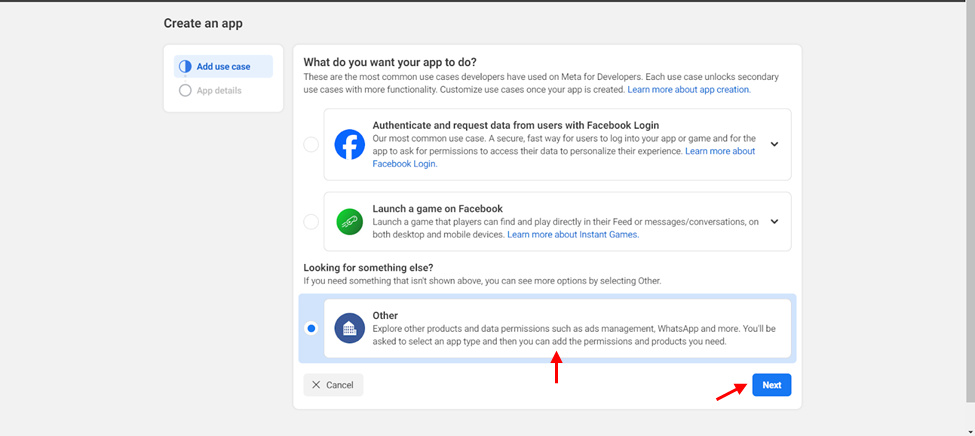 Create an app
Add use case
App details
What do you want your app to do?
These are the most common use cases developers have used on Meta for Developers. Each use case unlocks secondary
use cases with more functionality. Customize use cases once your app is created. Learn more about app creation.
Authenticate and request data from users with Facebook Login
Our most common use case. A secure, fast way for users to log into your app or game and for the
app to ask for permissions to access their data to personalize their experience. Learn more about
Facebook Login.
Launch a game on Facebook
Launch a game that players can find and play directly in their Feed or messages/conversations, on
both desktop and mobile devices. Learn more about Instant Games.
Looking for something else?
If you need something that isn't shown above, you can see more options by selecting Other.
Other
Explore other products and data permissions such as ads management, WhatsApp and more. You'll be
asked to select an app type and then you can add the permissions and products you need.
Cancel
Next